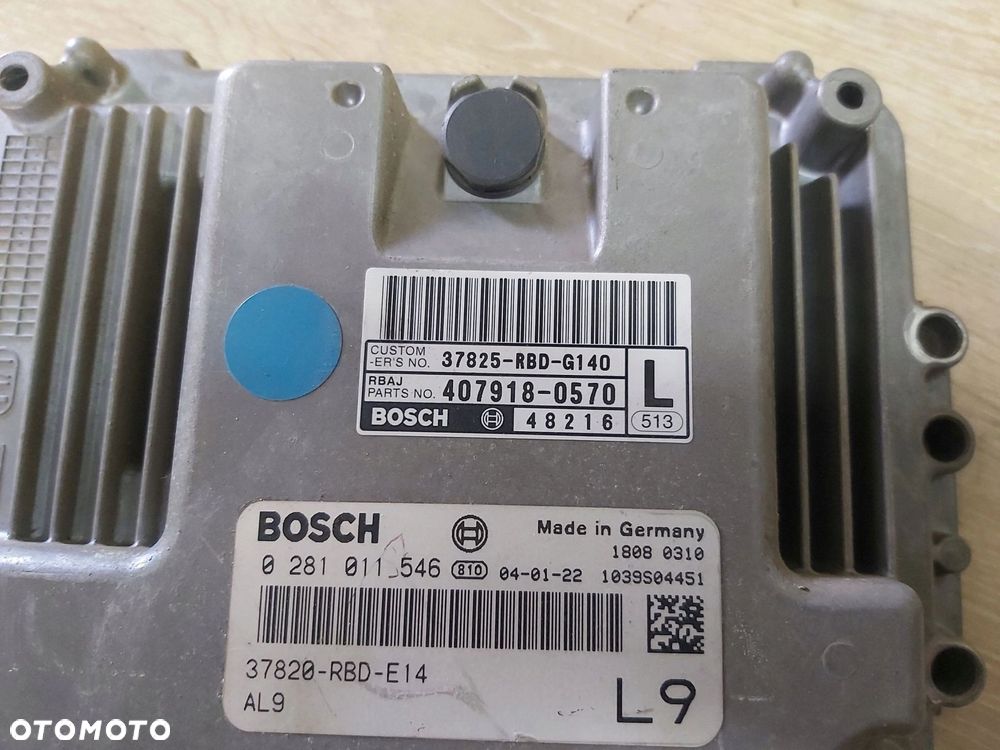 CUSTOM
-ER'S NO. 37825-RBD-G140
RBAJ
PARTS NO. 407918-0570
L
BOSCH 48216
513
BOSCH
Made in Germany
1808 0310
0 281 011 546 810 04-01-22 1039S04451
37820-RBD-E14
AL9
L9
OTOMOTO